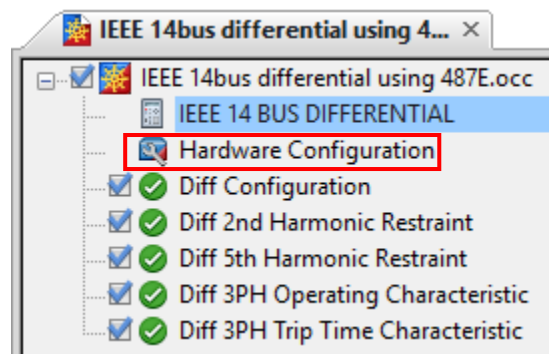 IEEE 14bus differential using 4...
IEEE 14bus differential using 487E.occ
IEEE 14 BUS DIFFERENTIAL
Hardware Configuration
Diff Configuration
Diff 2nd Harmonic Restraint
Diff 5th Harmonic Restraint
Diff 3PH Operating Characteristic
Diff 3PH Trip Time Characteristic